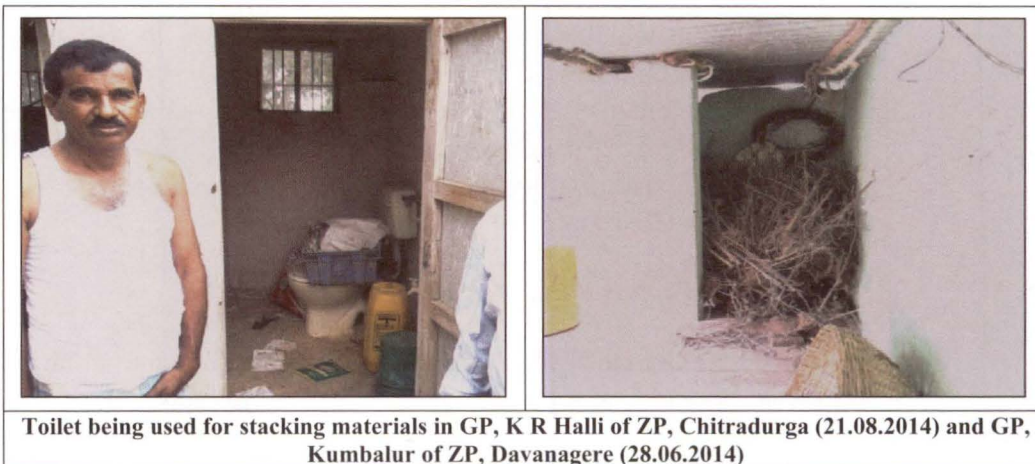 Toilet being used for stacking materials in GP, K R Halli of ZP, Chitradurga (21.08.2014) and GP,
Kumbalur of ZP, Davanagere (28.06.2014)